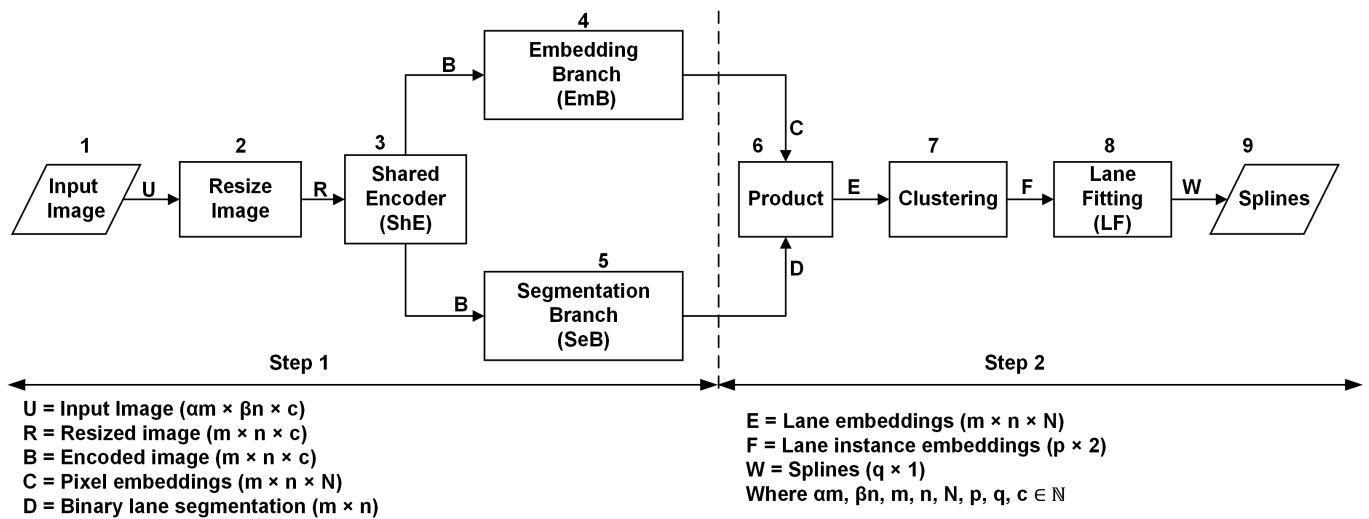 1
Input
Image
U
2
Resize
Image
R
3
Shared
Encoder
(ShE)
B
4
Embedding
Branch
(EmB)
B
5
Segmentation
Branch
(SeB)
C
D
6
Product
E
7
Clustering
F
8
Lane
Fitting
(LF)
W
9
Splines
Step 1
Step 2
U = Input Image (αm × βn × c)
R = Resized image (m × n × c)
B = Encoded image (m × n × c)
C = Pixel embeddings (m × n × N)
D = Binary lane segmentation (m × n)
E = Lane embeddings (m × n × N)
F = Lane instance embeddings (p × 2)
W = Splines (q × 1)
Where αm, βn, m, n, N, p, q, c ∈ ℕ